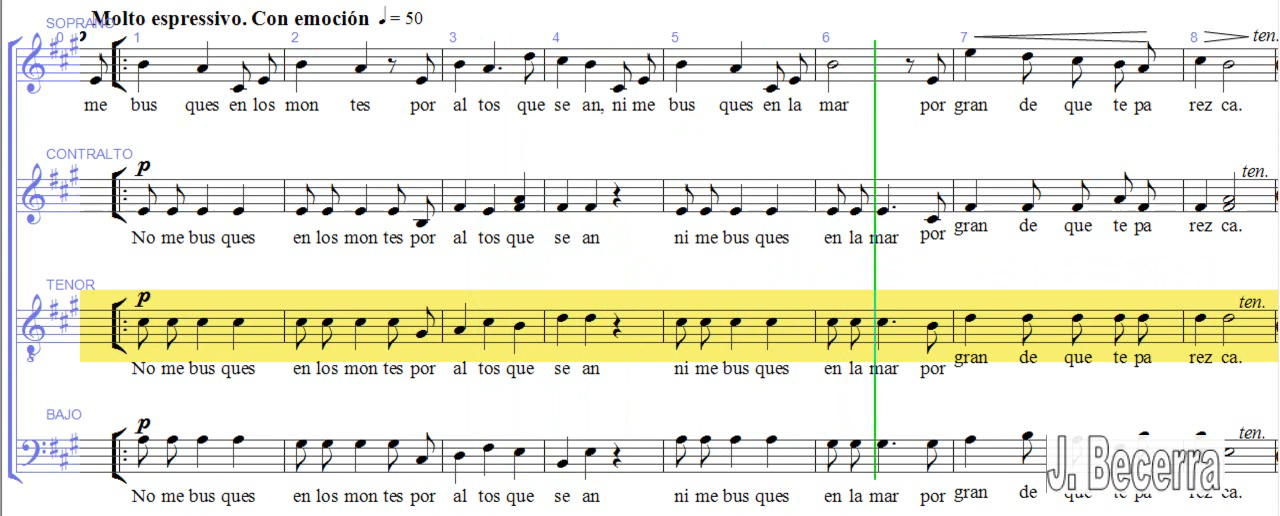 Molto espressivo. Con emoción ♩= 50
SOPRANO
0 1 2 3 4 5 6 7 8
p
ten.
me bus ques en los mon tes por al tos que se an, ni me bus ques en la mar por gran de que te pa rez ca.
CONTRALTO
p
ten.
No me bus ques en los mon tes por al tos que se an ni me bus ques en la mar por gran de que te pa rez ca.
TENOR
p
ten.
8
No me bus ques en los mon tes por al tos que se an ni me bus ques en la mar por gran de que te pa rez ca.
BAJO
p
ten.
No me bus ques en los mon tes por al tos que se an ni me bus ques en la mar por gran de que te pa rez ca.
J. Becerra